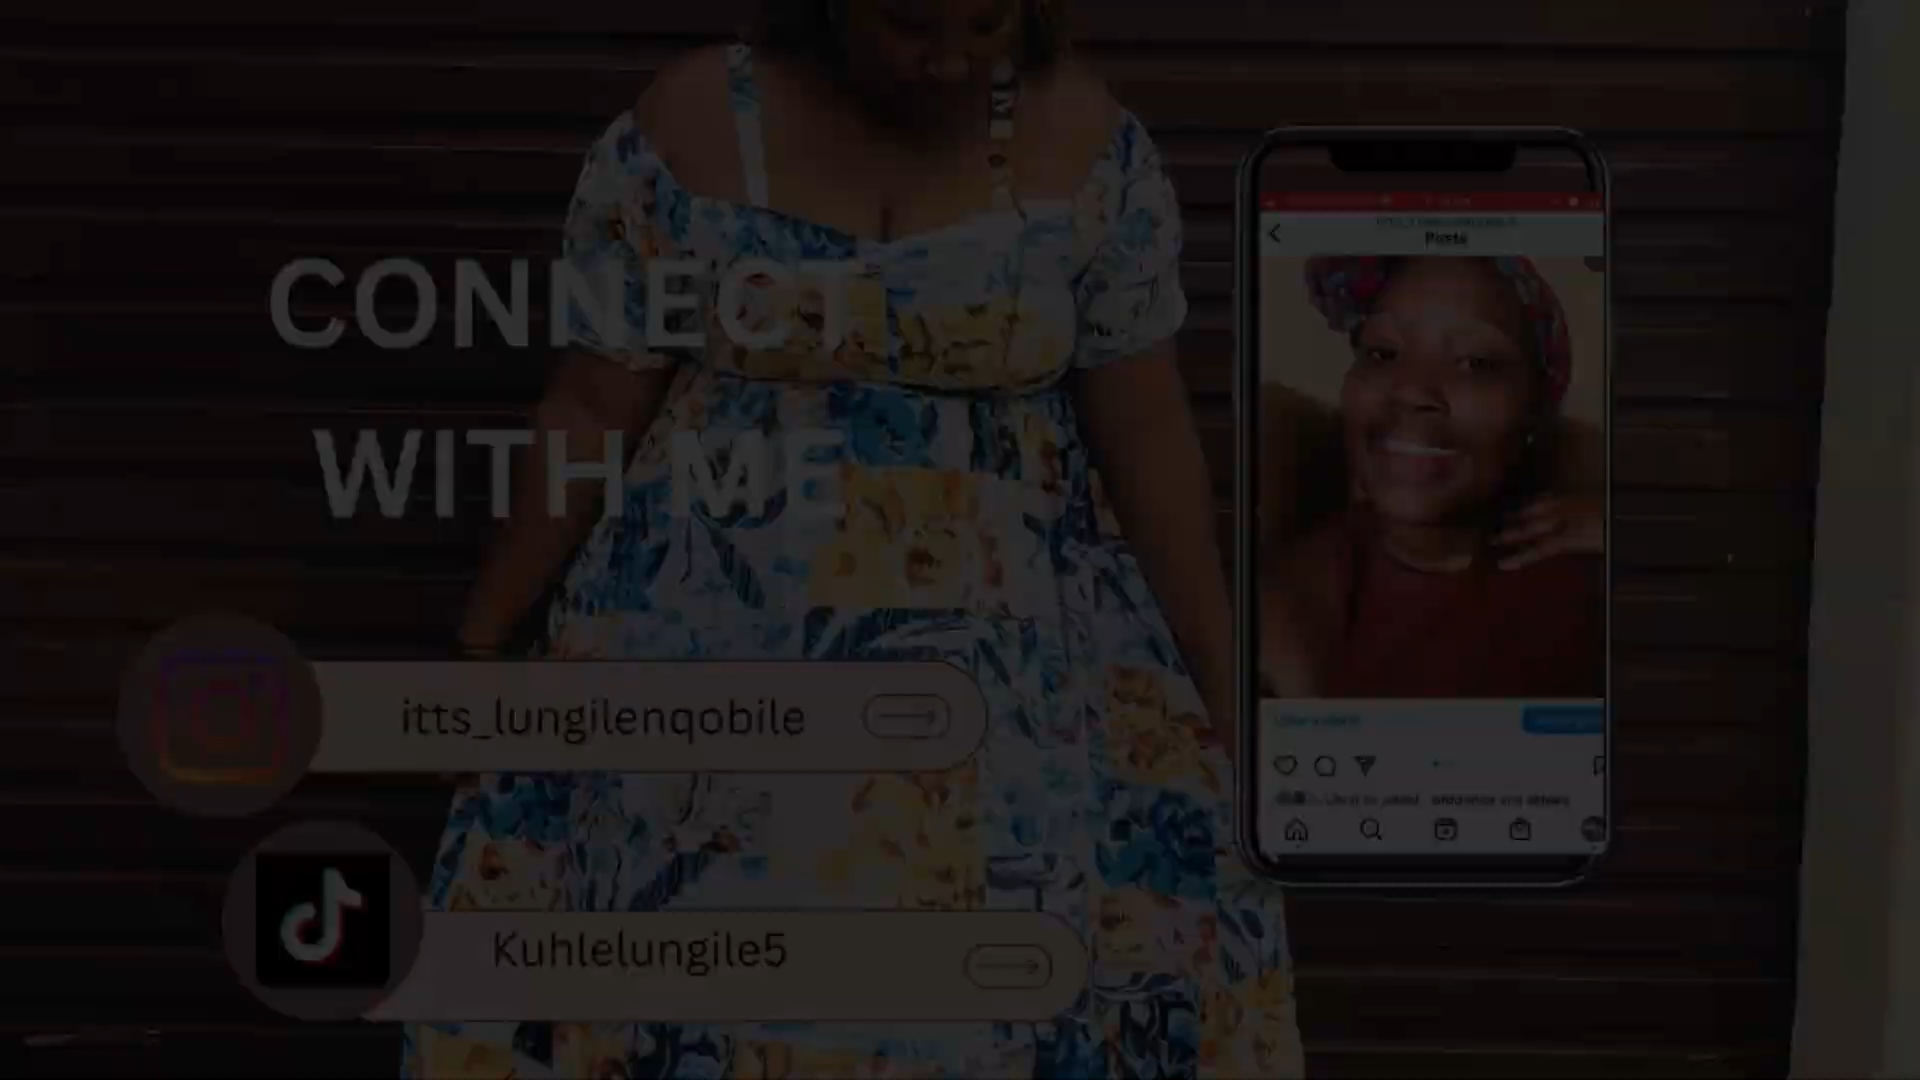 CONNECT
WITH ME
itts_lungilenqobile
Kuhlelungile5
Posts